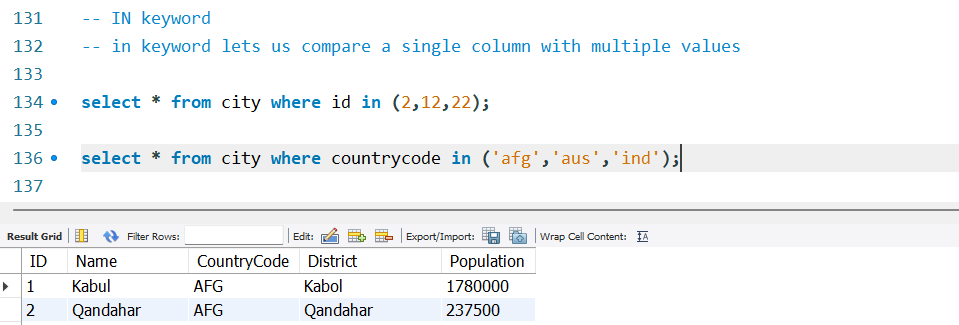 131 -- IN keyword
132 -- in keyword lets us compare a single column with multiple values
133
134 select * from city where id in (2,12,22);
135
136 select * from city where countrycode in ('afg','aus','ind');
137
Result Grid Filter Rows: Edit: Export/Import: Wrap Cell Content:
ID Name CountryCode District Population
1 Kabul AFG Kabol 1780000
2 Qandahar AFG Qandahar 237500